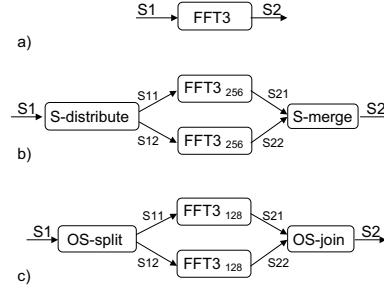 S1 FFT3 S2
a)
S11 FFT3 256 S21
S1 S-distribute S-merge S2
S12 FFT3 256 S22
b)
S11 FFT3 128 S21
S1 OS-split OS-join S2
S12 FFT3 128 S22
c)